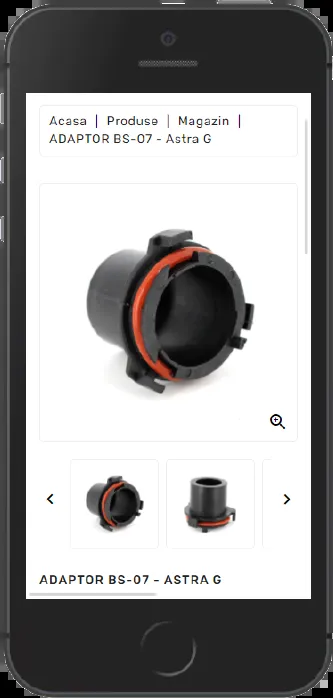 Acasa | Produse | Magazin |
ADAPTOR BS-07 - Astra G
ADAPTOR BS-07 - ASTRA G